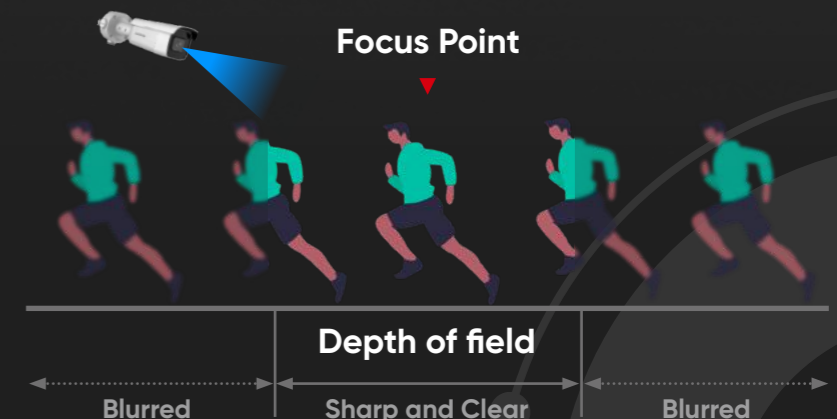 Focus Point
Depth of field
Blurred
Sharp and Clear
Blurred